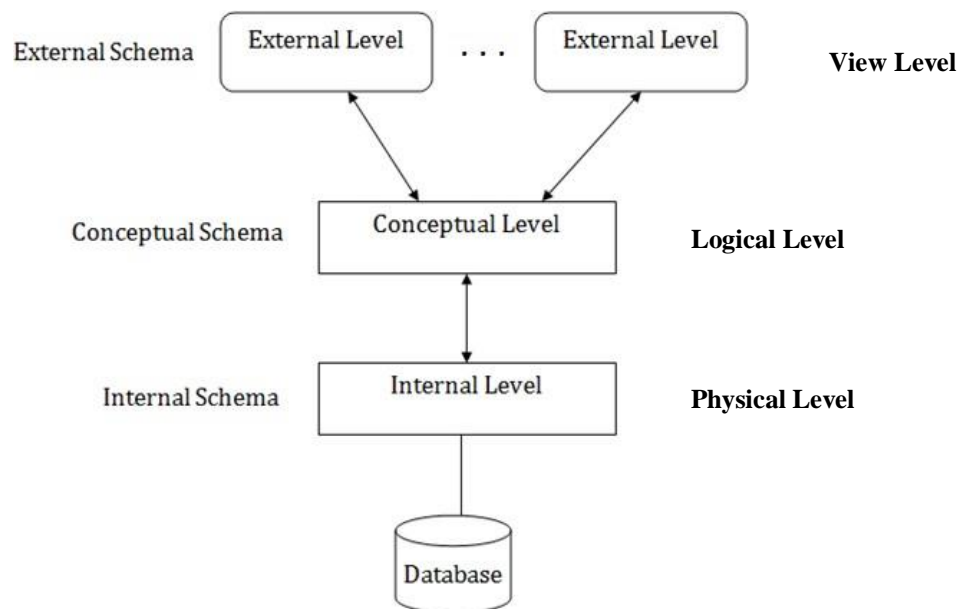 External Schema External Level . . . External Level View Level
Conceptual Schema Conceptual Level Logical Level
Internal Schema Internal Level Physical Level
Database